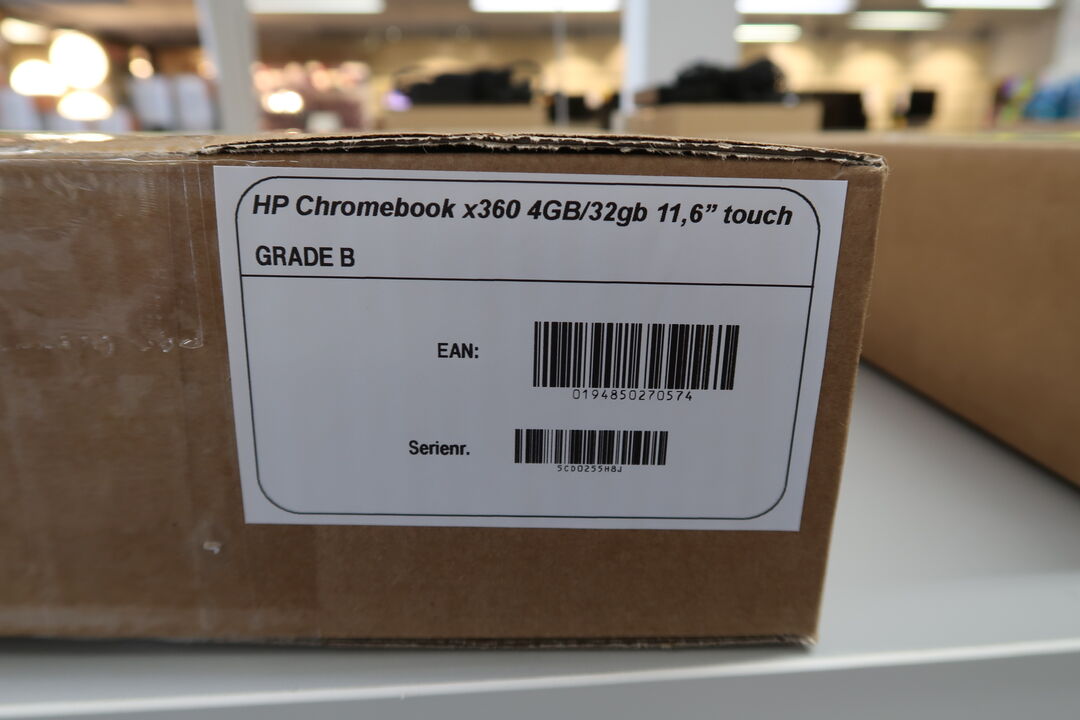 HP Chromebook x360 4GB/32gb 11,6” touch
GRADE B
EAN:
0194850270574
Serienr.
5CD0255H8J